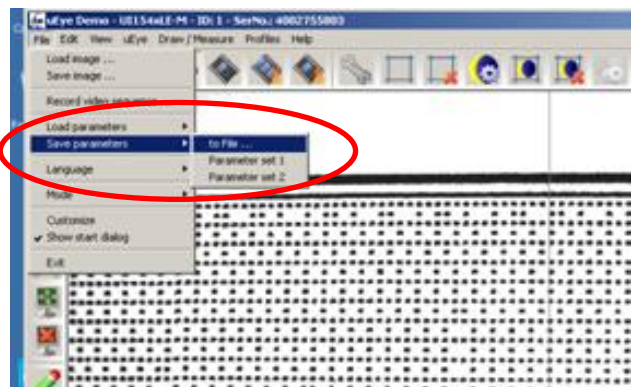 uEye Demo - UI154xLE-M - ID: 1 - SerNo.: 4002755803
File Edit View uEye Draw / Measure Profiles Help
Load image ...
Save image ...
Record video sequence
Load parameters
Save parameters
to File ...
Parameter set 1
Language
Parameter set 2
Mode
Customize
Show start dialog
Exit